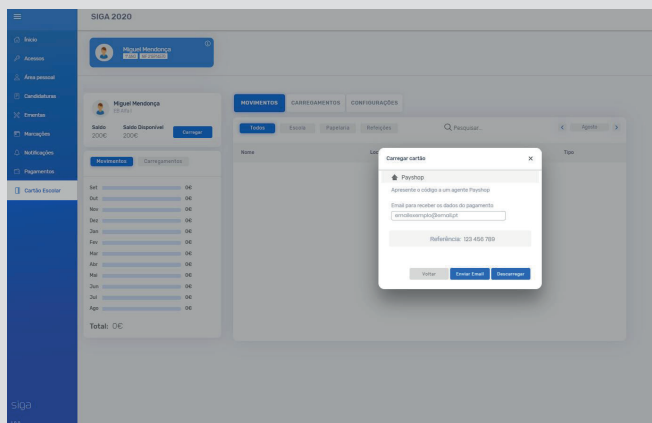 SIGA 2020
Início
Acessos
Área pessoal
Candidaturas
Ementas
Marcações
Notificações
Pagamentos
Cartão Escolar
siga
Miguel Mendonça
7 ANO
Miguel Mendonça
Saldo
200€
Saldo Disponível
200€
Carregar
Movimentos Carregamentos
Set 0€
Out 0€
Nov 0€
Dez 0€
Jan 0€
Fev 0€
Mar 0€
Abr 0€
Mai 0€
Jun 0€
Jul 0€
Ago 0€
Total: 0€
MOVIMENTOS CARREGAMENTOS CONFIGURAÇÕES
Todos Escola Papelaria Refeições Pesquisar... < Agosto >
Nome Loc Tipo
Carregar cartão ×
Payshop
Apresente o código a um agente Payshop
Email para receber os dados do pagamento
emailexemplo@email.pt
Referência: 123 456 789
Voltar Enviar Email Descarregar